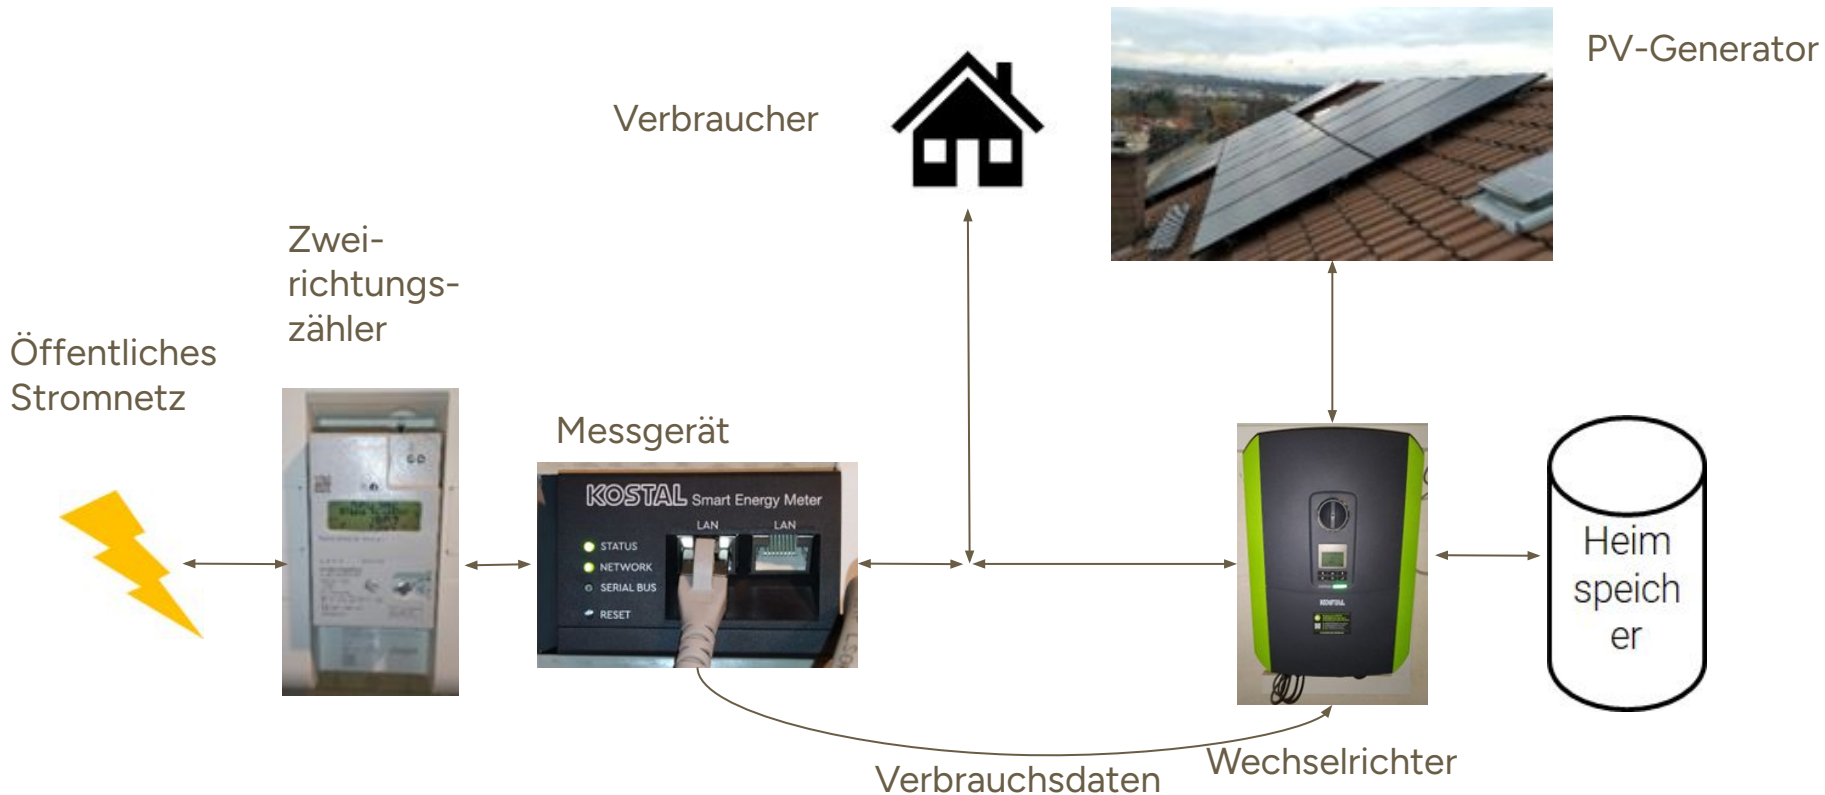 PV-Generator
Verbraucher
Zwei-
richtungs-
zähler
Öffentliches
Stromnetz
Messgerät
KOSTAL Smart Energy Meter
LAN LAN
STATUS
NETWORK
SERIAL BUS
RESET
KOSTAL
Heim
speich
er
Wechselrichter
Verbrauchsdaten